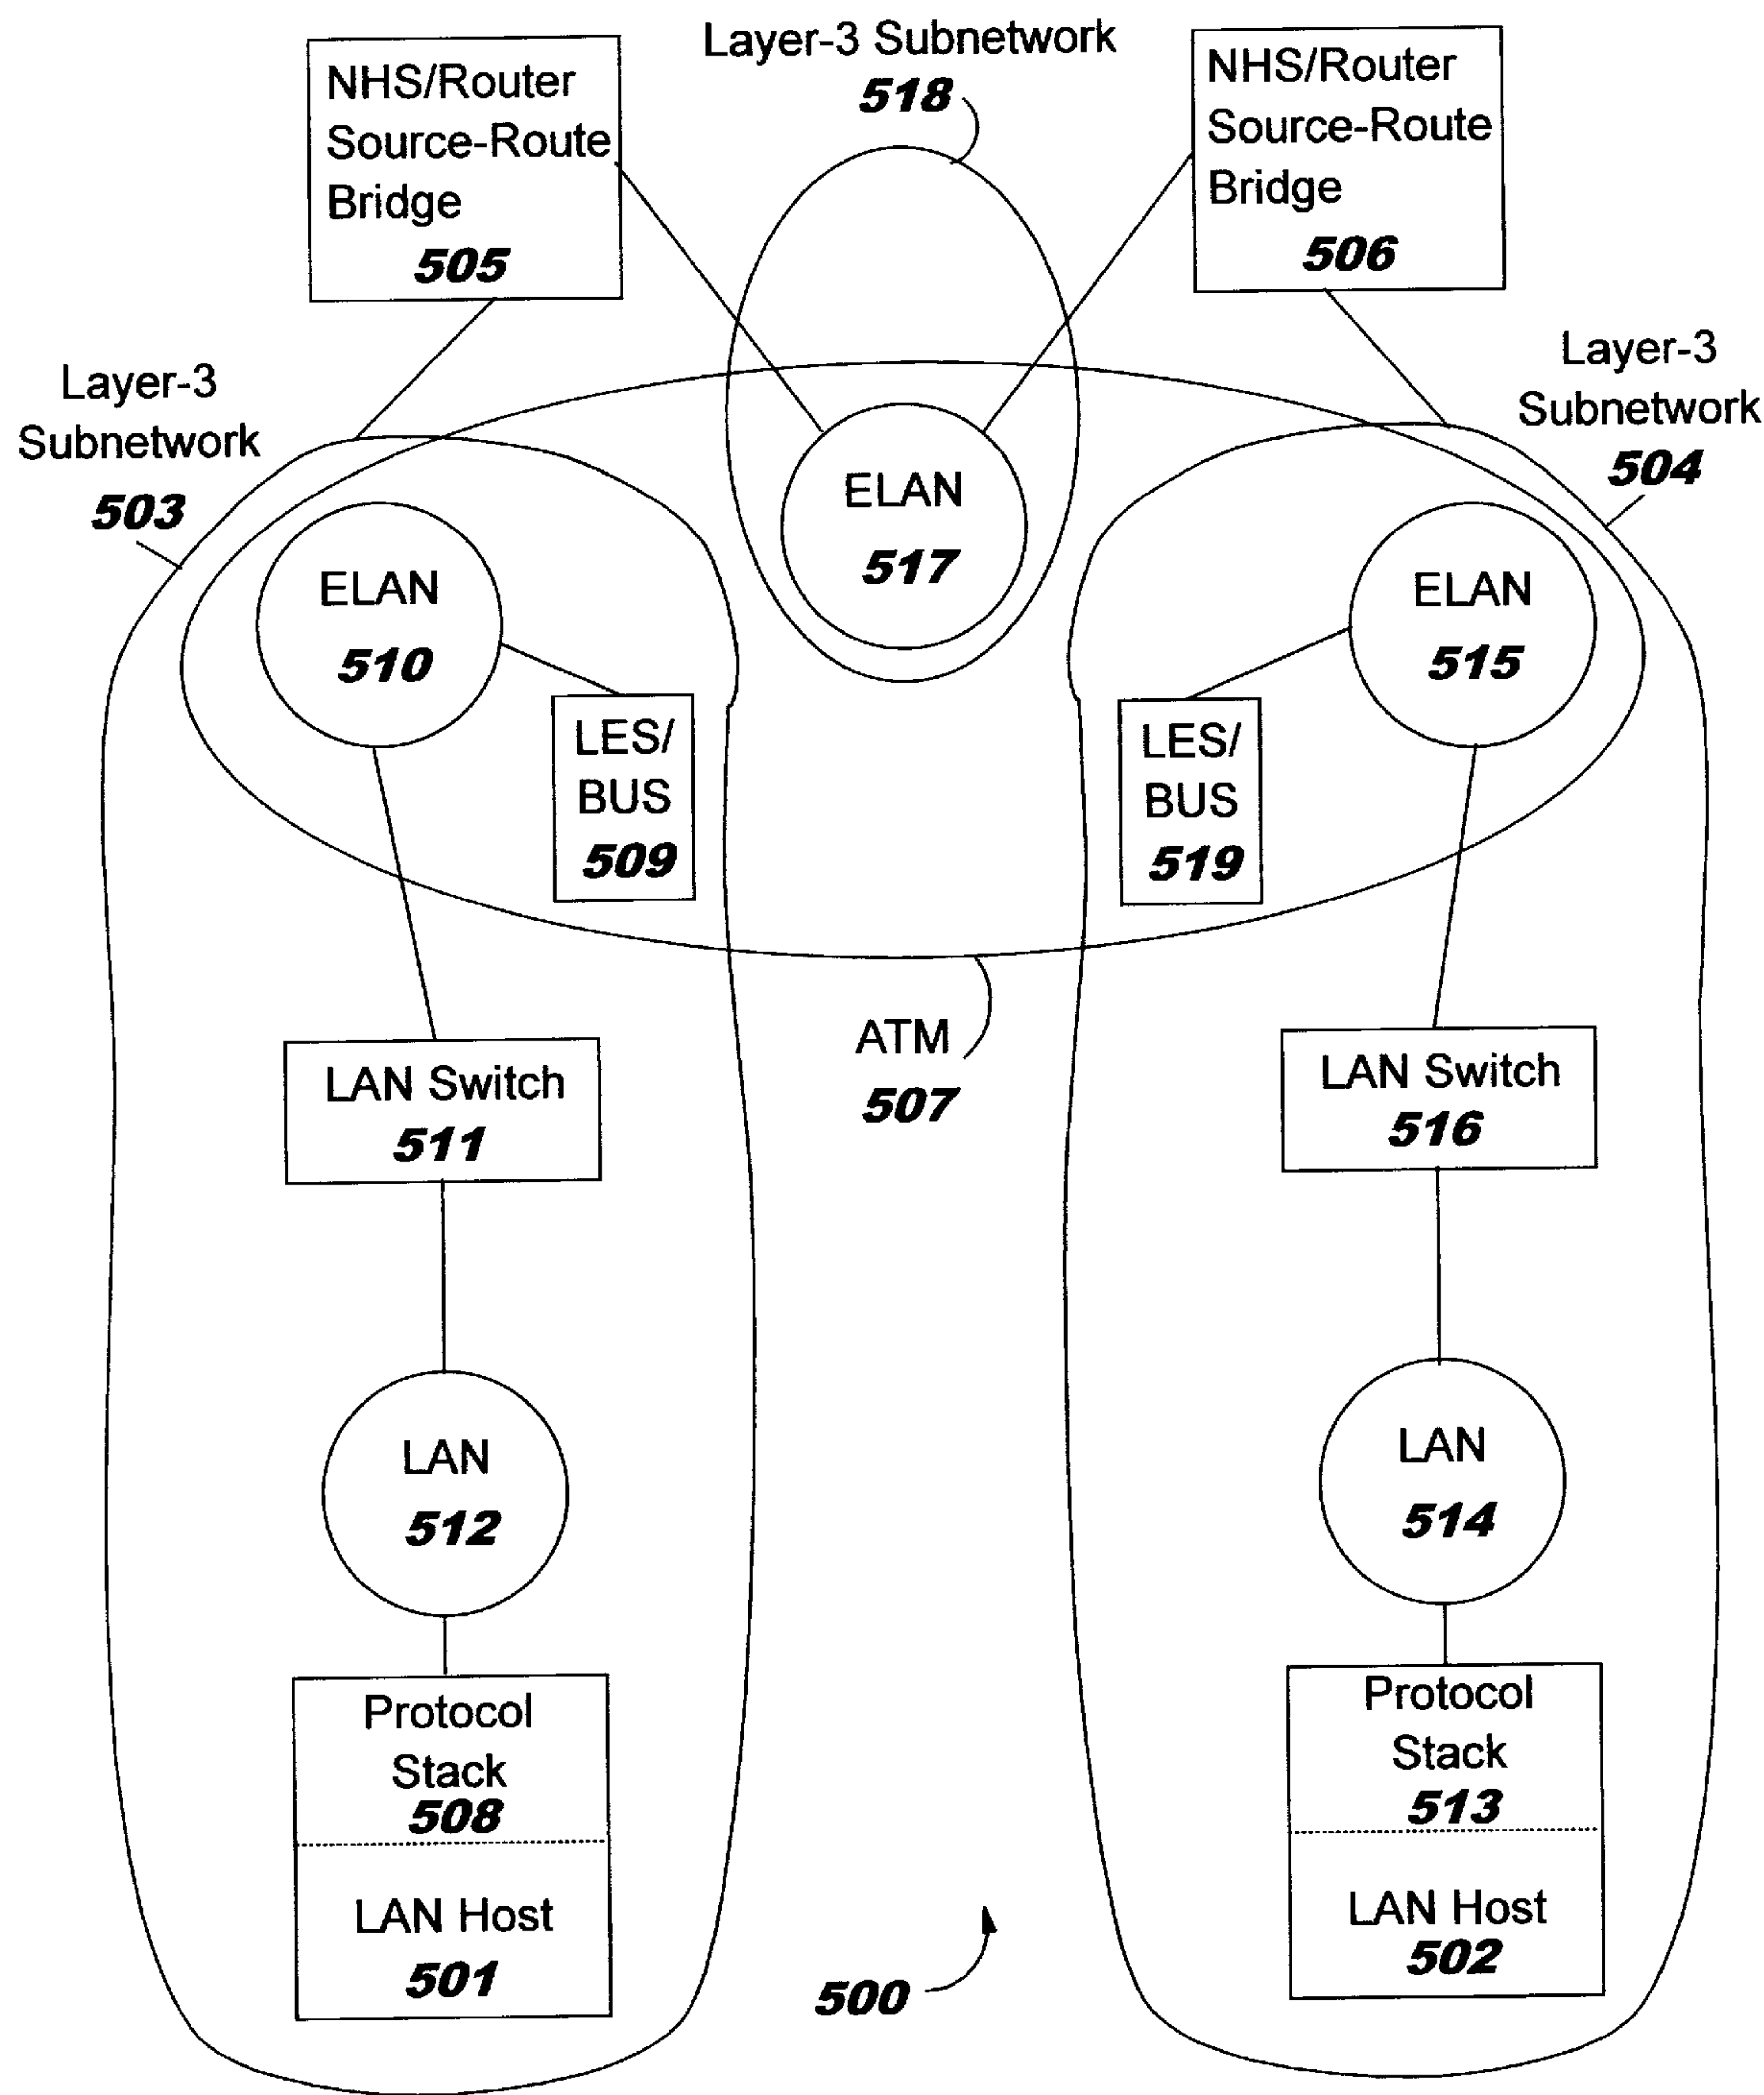 Layer-3 Subnetwork
518
NHS/Router
Source-Route
Bridge
505
NHS/Router
Source-Route
Bridge
506
Layer-3
Subnetwork
503
Layer-3
Subnetwork
504
ELAN
517
ELAN
510
ELAN
515
LES/
BUS
509
LES/
BUS
519
ATM
507
LAN Switch
511
LAN Switch
516
LAN
512
LAN
514
Protocol
Stack
508
LAN Host
501
Protocol
Stack
513
LAN Host
502
500